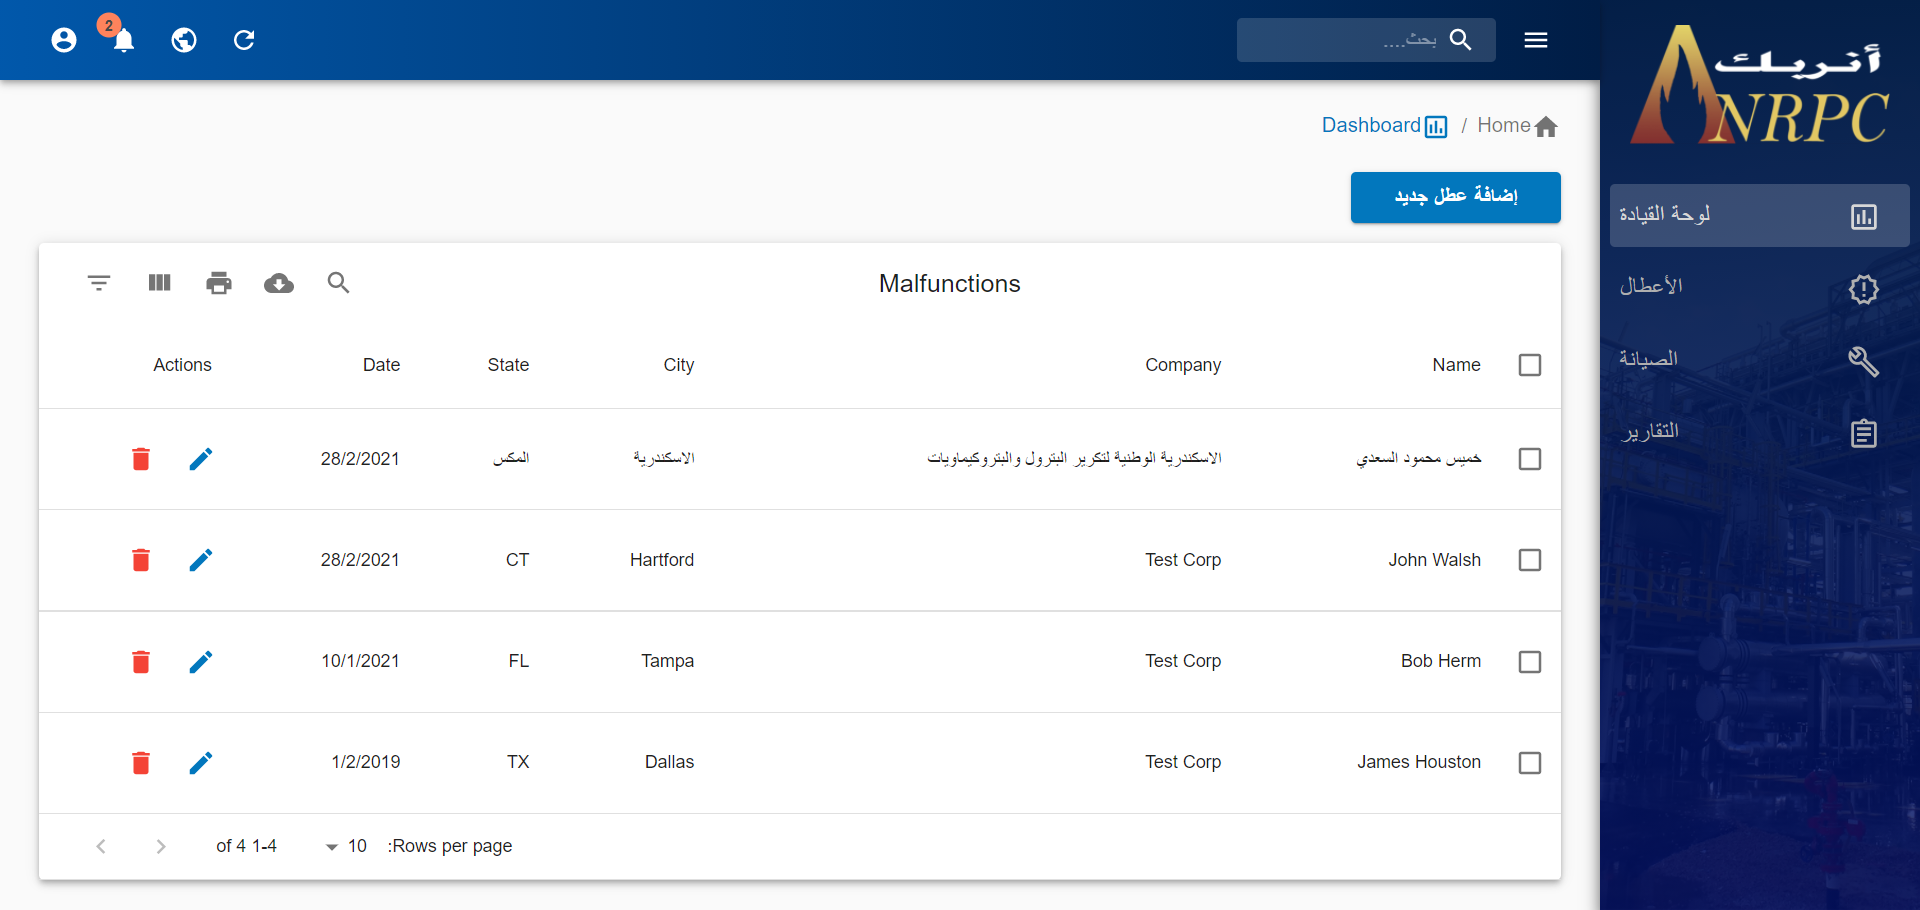 أنربك
ANRPC
بحث....
2
Home / Dashboard
إضافة عطل جديد
لوحة القيادة
الأعطال
الصيانة
التقارير
Malfunctions
Name Company City State Date Actions
خميس محمود السعدي الاسكندرية الوطنية لتكرير البترول والبتروكيماويات الاسكندرية المكس 28/2/2021
John Walsh Test Corp Hartford CT 28/2/2021
Bob Herm Test Corp Tampa FL 10/1/2021
James Houston Test Corp Dallas TX 1/2/2019
:Rows per page 10 of 4 1-4